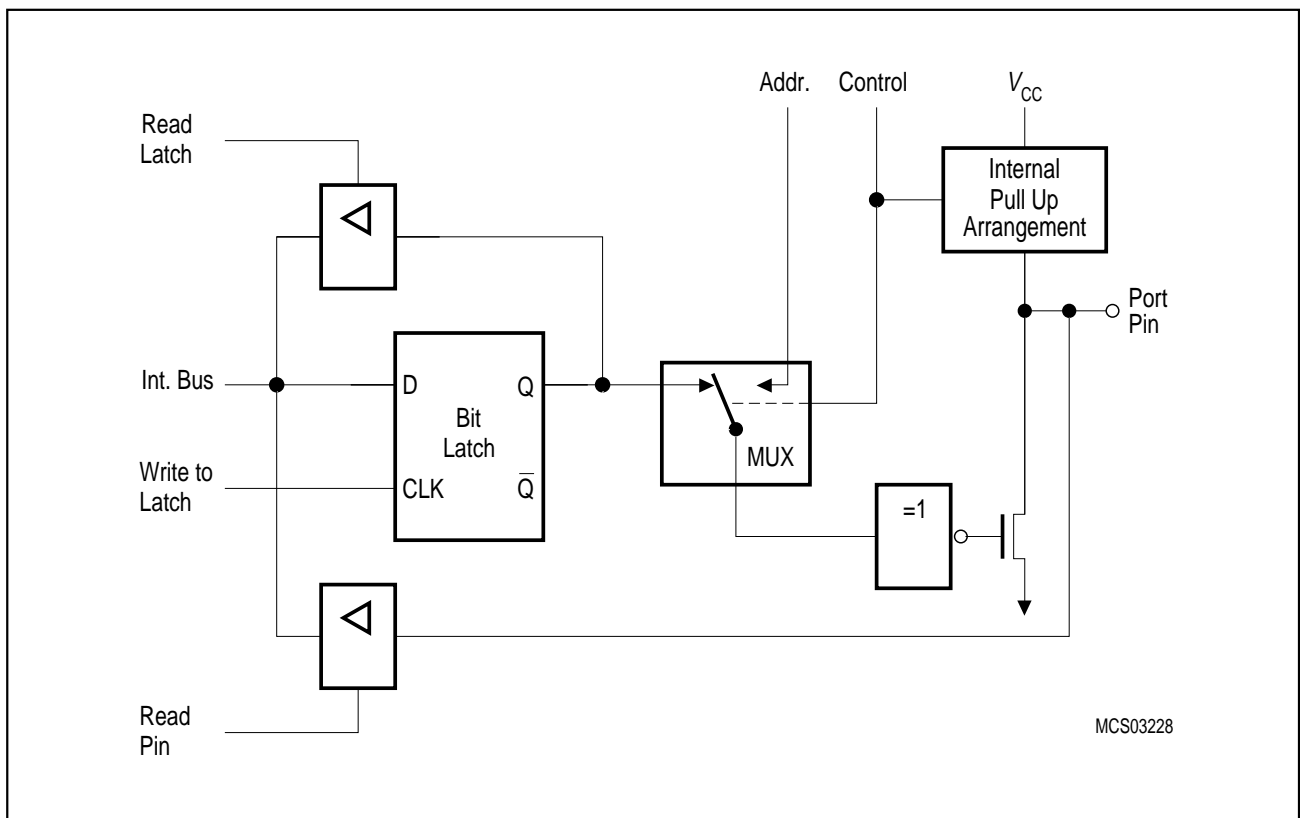 Addr.
Control
VCC
Read
Latch
Internal
Pull Up
Arrangement
Port
Pin
Int. Bus
D
Q
Bit
Latch
MUX
Write to
Latch
CLK
Q̅
=1
Read
Pin
MCS03228